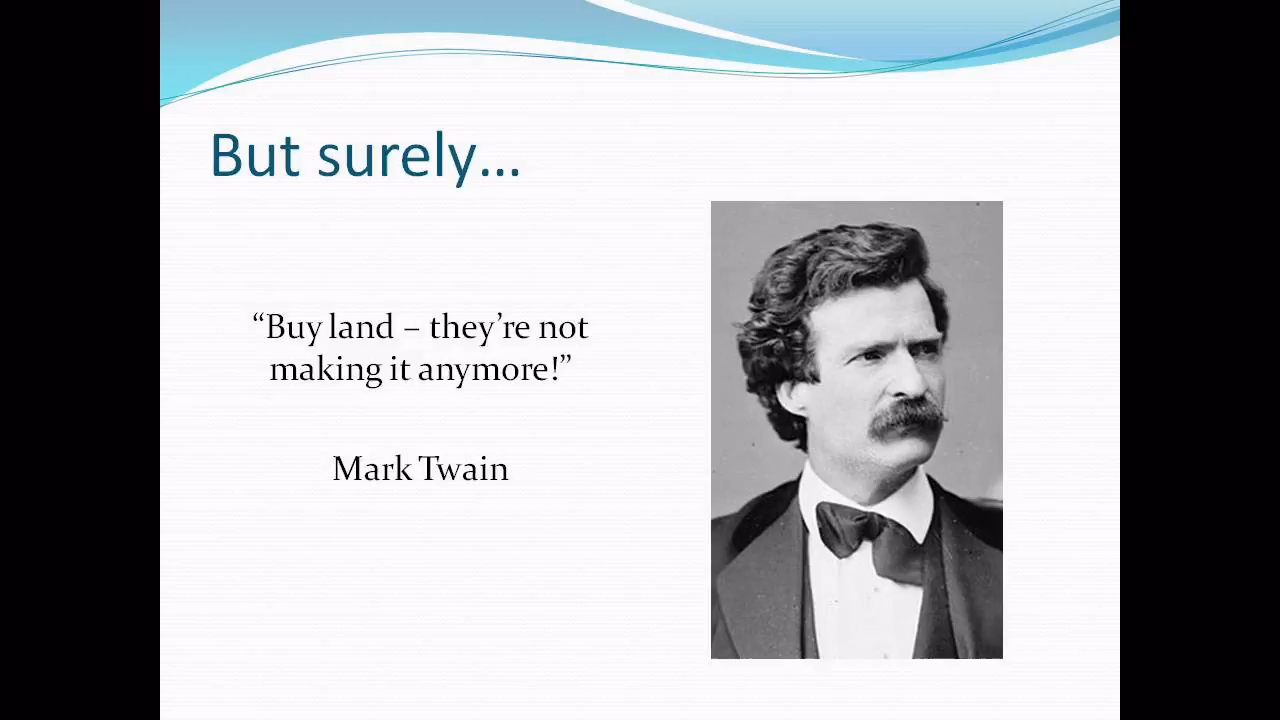 But surely…
“Buy land – they’re not
making it anymore!”
Mark Twain